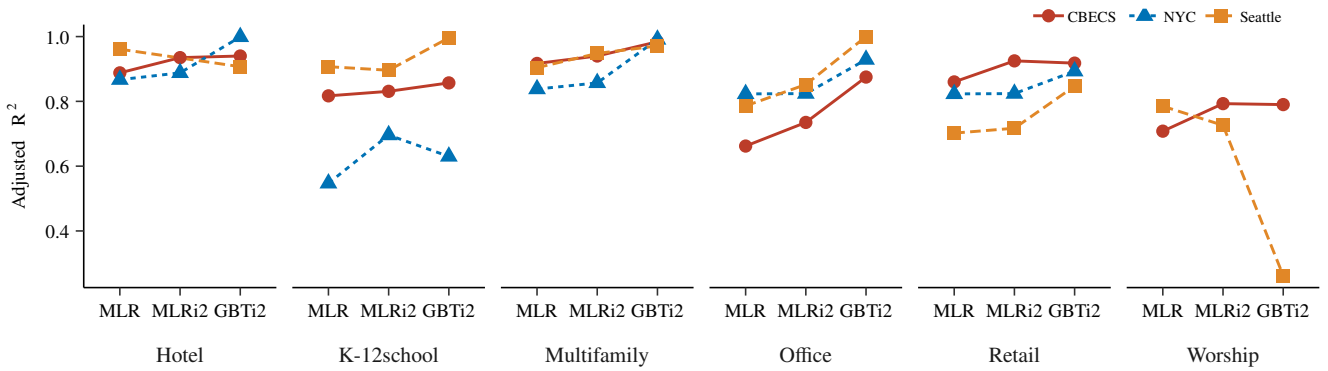 CBECS NYC Seattle
Adjusted R²
1.0
0.8
0.6
0.4
MLR MLRi2 GBTi2 MLR MLRi2 GBTi2 MLR MLRi2 GBTi2 MLR MLRi2 GBTi2 MLR MLRi2 GBTi2 MLR MLRi2 GBTi2
Hotel K-12school Multifamily Office Retail Worship